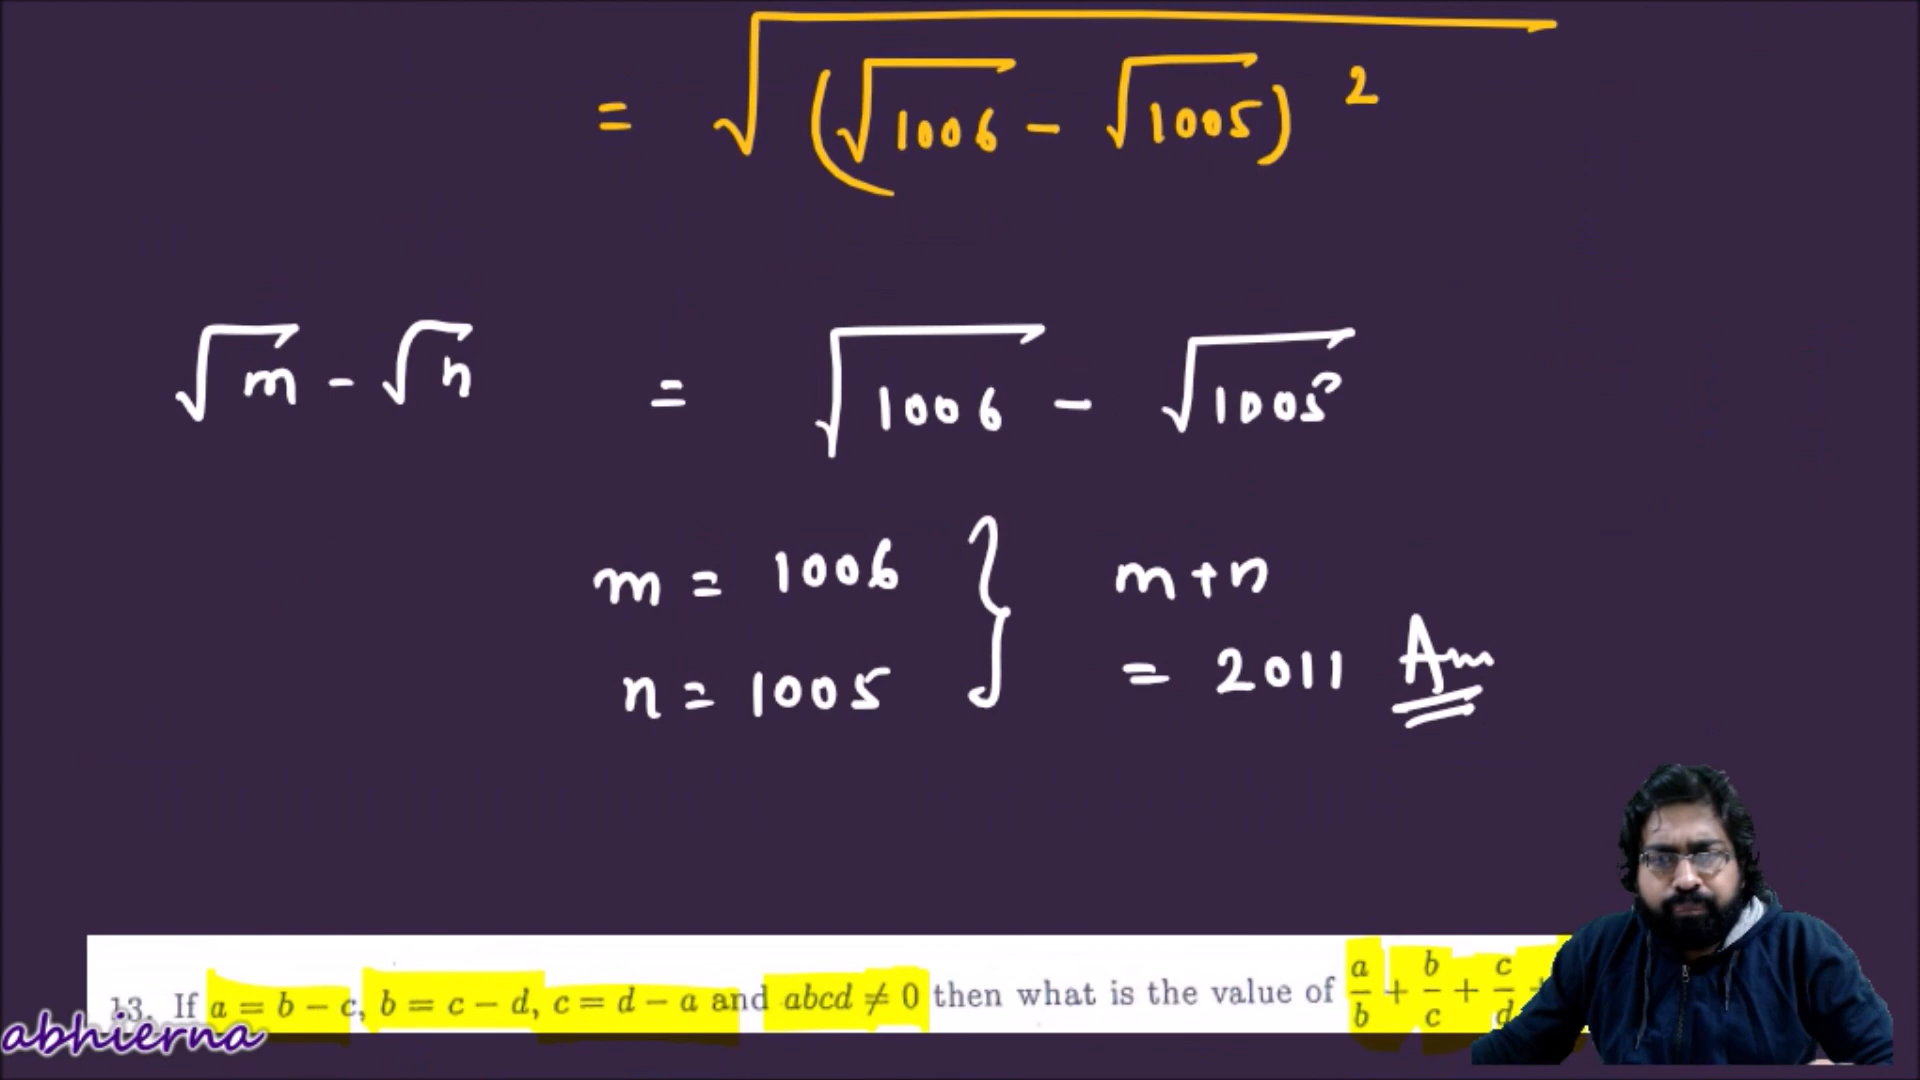 = √(√1006 - √1005)²
√m - √n = √1006 - √1005
m = 1006 } m+n
n = 1005 = 2011 Ans
13. If a = b − c, b = c − d, c = d − a and abcd ≠ 0 then what is the value of a/b + b/c + c/d +
abhierna